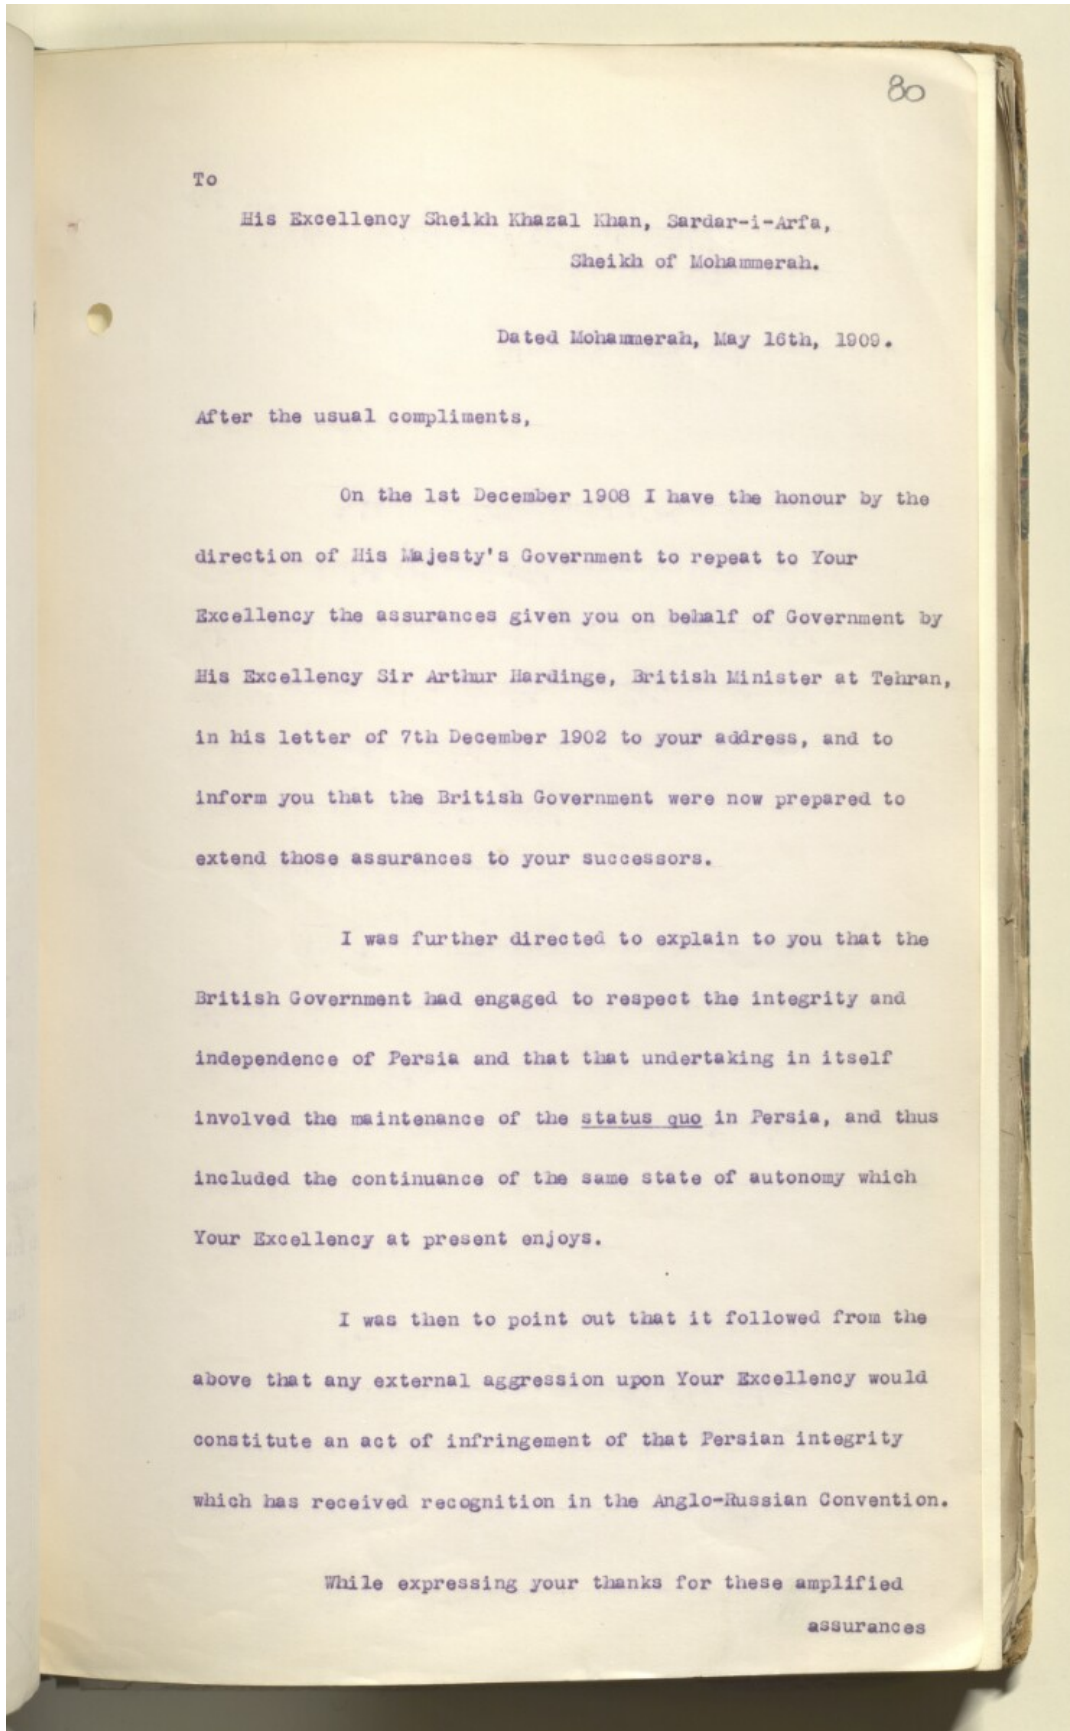 80
To
His Excellency Sheikh Khazal Khan, Sardar-i-Arfa,
Sheikh of Mohammerah.
Dated Mohammerah, May 16th, 1909.
After the usual compliments,
On the 1st December 1908 I have the honour by the
direction of His Majesty's Government to repeat to Your
Excellency the assurances given you on behalf of Government by
His Excellency Sir Arthur Hardinge, British Minister at Tehran,
in his letter of 7th December 1902 to your address, and to
inform you that the British Government were now prepared to
extend those assurances to your successors.
I was further directed to explain to you that the
British Government had engaged to respect the integrity and
independence of Persia and that that undertaking in itself
involved the maintenance of the status quo in Persia, and thus
included the continuance of the same state of autonomy which
Your Excellency at present enjoys.
I was then to point out that it followed from the
above that any external aggression upon Your Excellency would
constitute an act of infringement of that Persian integrity
which has received recognition in the Anglo-Russian Convention.
While expressing your thanks for these amplified
assurances